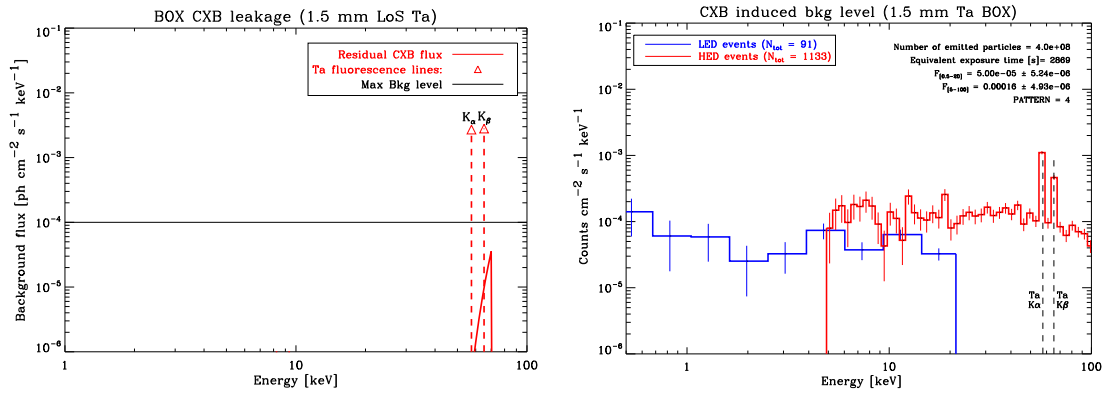 BOX CXB leakage (1.5 mm LoS Ta)
Residual CXB flux
Ta fluorescence lines:
Max Bkg level
Kα
Kβ
Background flux [ph cm⁻² s⁻¹ keV⁻¹]
10⁻¹
10⁻²
10⁻³
10⁻⁴
10⁻⁵
10⁻⁶
1
10
100
Energy [keV]
CXB induced bkg level (1.5 mm Ta BOX)
LED events (Ntot = 91)
HED events (Ntot = 1133)
Number of emitted particles = 4.0e+08
Equivalent exposure time [s]= 2869
F[0.5-20] = 5.00e-05 ± 5.24e-06
F[5-100] = 0.00016 ± 4.93e-06
PATTERN = 4
Counts cm⁻² s⁻¹ keV⁻¹
10⁻¹
10⁻²
10⁻³
10⁻⁴
10⁻⁵
10⁻⁶
Ta
Kα
Ta
Kβ
1
10
100
Energy [keV]